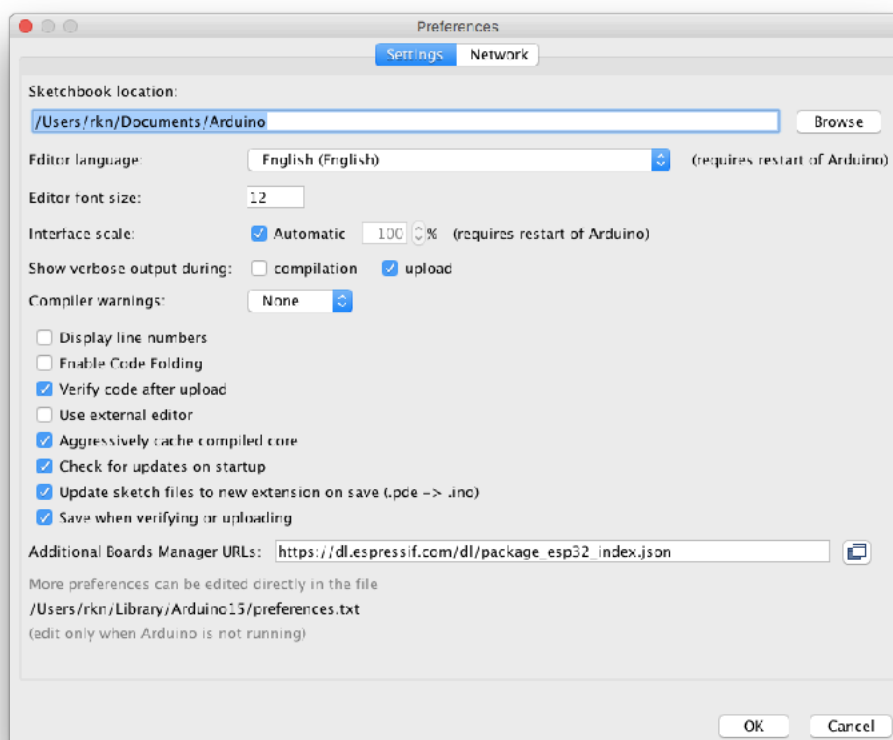 Preferences
Settings Network
Sketchbook location:
/Users/rkn/Documents/Arduino Browse
Editor language: English (English) (requires restart of Arduino)
Editor font size: 12
Interface scale: Automatic 100 % (requires restart of Arduino)
Show verbose output during: compilation upload
Compiler warnings: None
Display line numbers
Enable Code Folding
Verify code after upload
Use external editor
Aggressively cache compiled core
Check for updates on startup
Update sketch files to new extension on save (.pde -> .ino)
Save when verifying or uploading
Additional Boards Manager URLs: https://dl.espressif.com/dl/package_esp32_index.json
More preferences can be edited directly in the file
/Users/rkn/Library/Arduino15/preferences.txt
(edit only when Arduino is not running)
OK Cancel